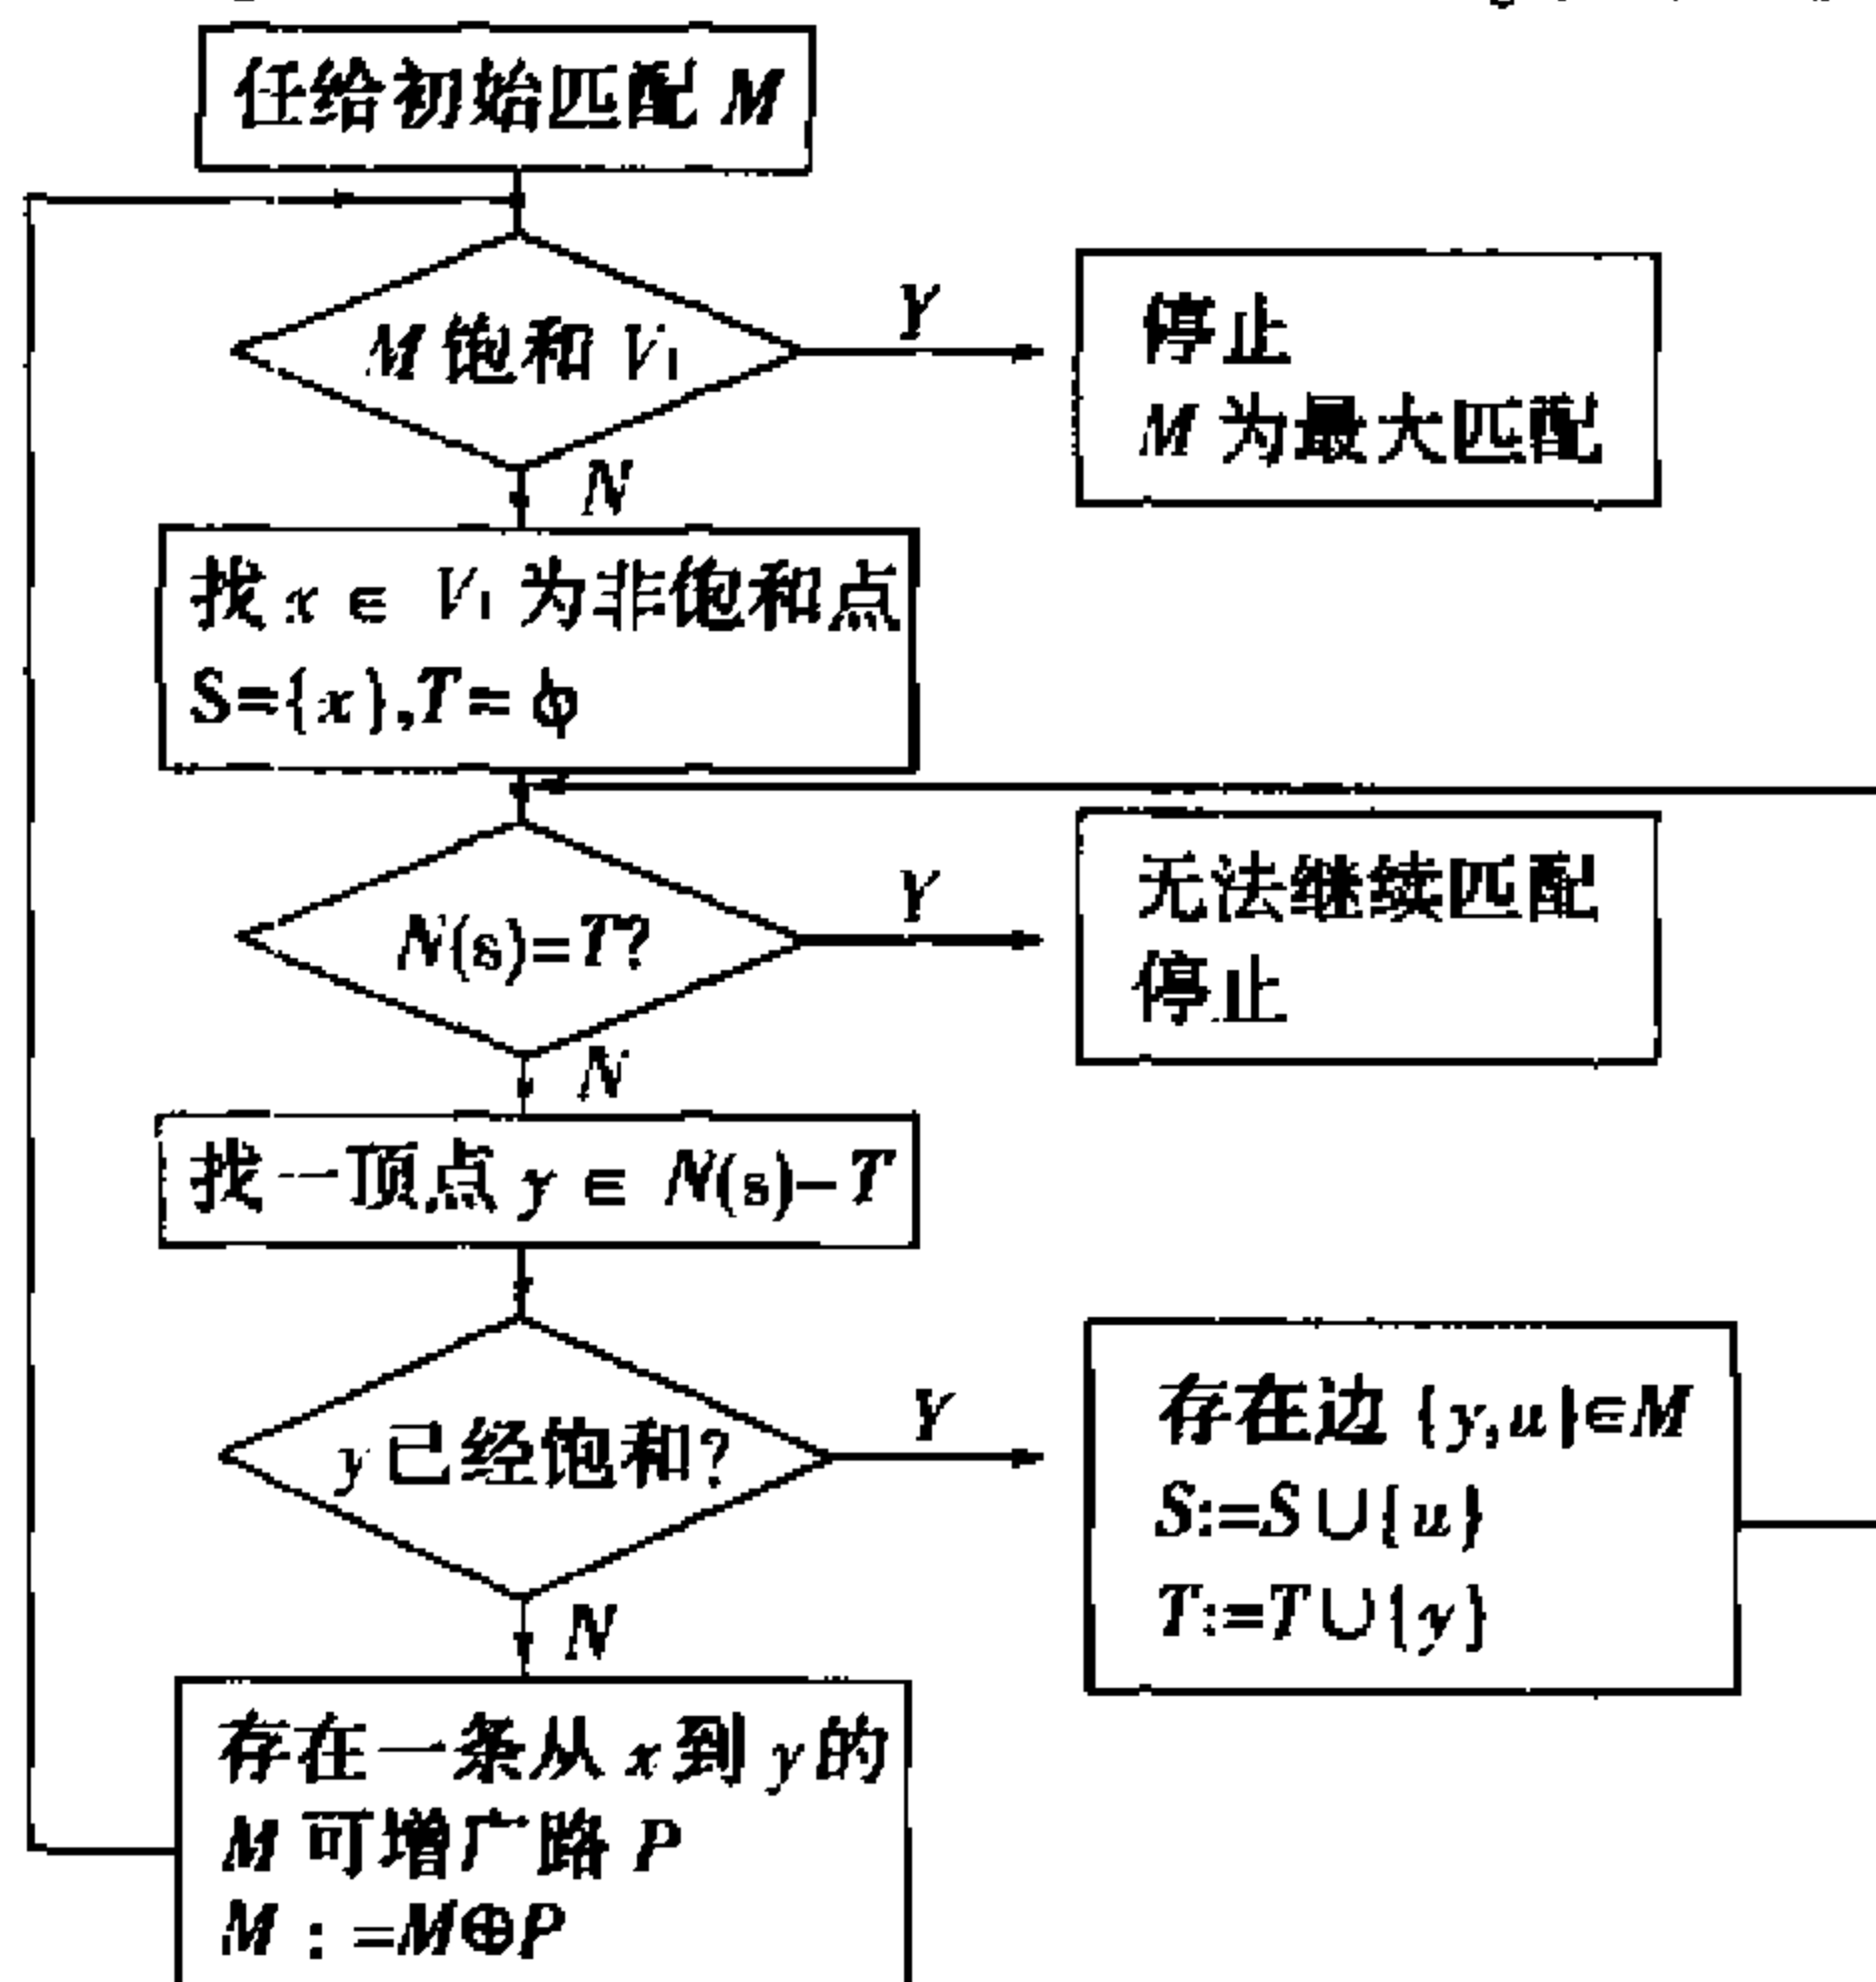 任给初始匹配 M
M 饱和 V₁
Y
停止
M 为最大匹配
N
找 x ∈ V₁ 为非饱和点
S={x},T=φ
N(s)=T?
Y
无法继续匹配
停止
N
找一顶点 y ∈ N(s)-T
y 已经饱和?
Y
存在边 {y,u}∈M
S:=S∪{u}
T:=T∪{y}
N
存在一条从 x 到 y 的
M 可增广路 P
M:=M⊕P